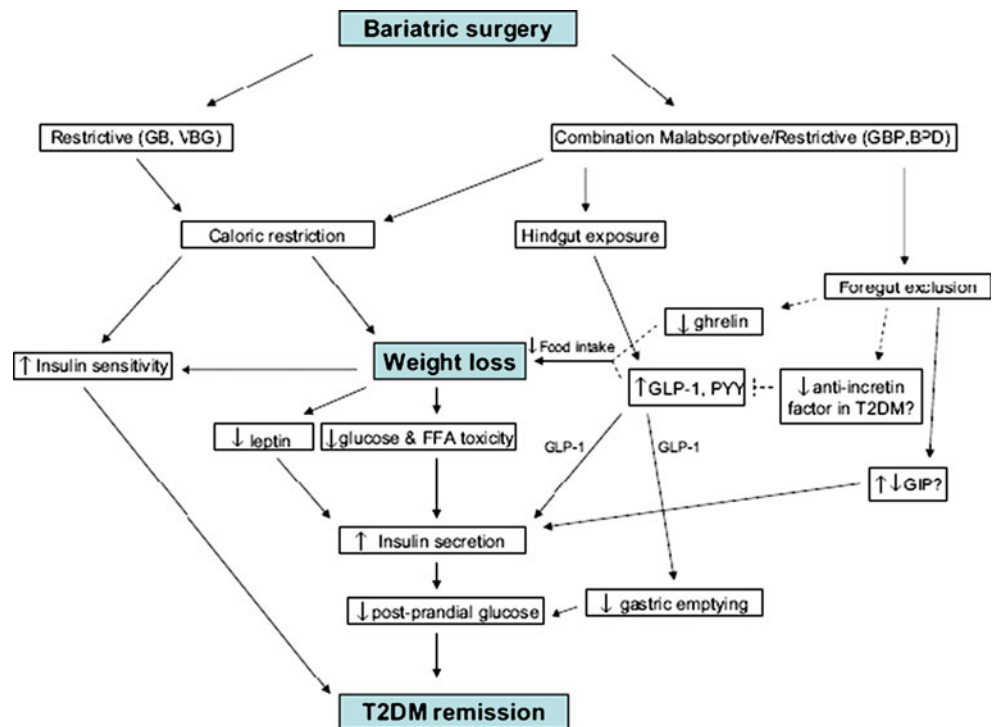 Bariatric surgery
Restrictive (GB, VBG)
Combination Malabsorptive/Restrictive (GBP,BPD)
Caloric restriction
Hindgut exposure
Foregut exclusion
↓ ghrelin
↓ Food intake
↑ Insulin sensitivity
Weight loss
↑ GLP-1, PYY
↓ anti-incretin
factor in T2DM?
↓ leptin
↓ glucose & FFA toxicity
GLP-1
GLP-1
↑ ↓ GIP?
↑ Insulin secretion
↓ post-prandial glucose
↓ gastric emptying
T2DM remission